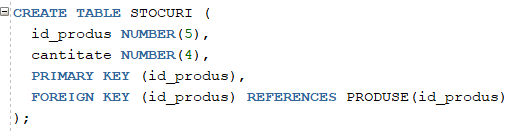 CREATE TABLE STOCURI (
id_produs NUMBER(5),
cantitate NUMBER(4),
PRIMARY KEY (id_produs),
FOREIGN KEY (id_produs) REFERENCES PRODUSE(id_produs)
);